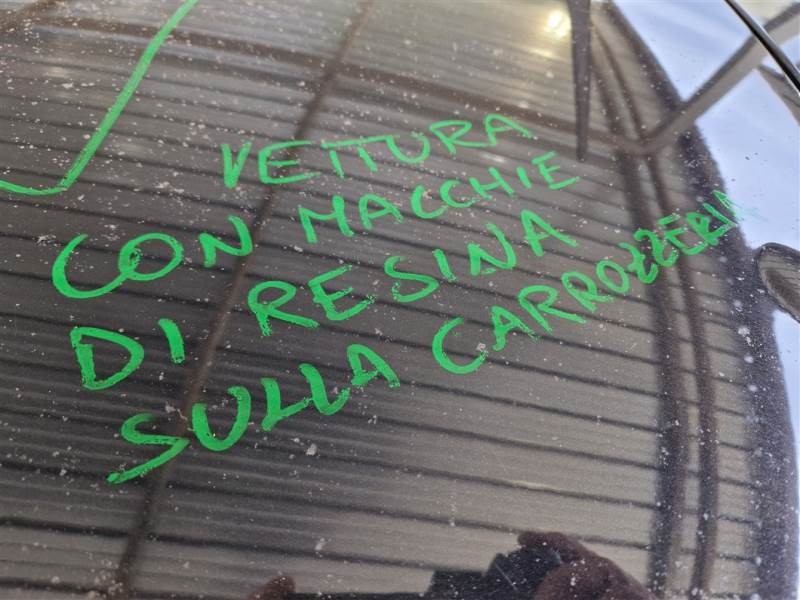 VETTURA
CON MACCHIE
DI RESINA
SULLA CARROZZERIA